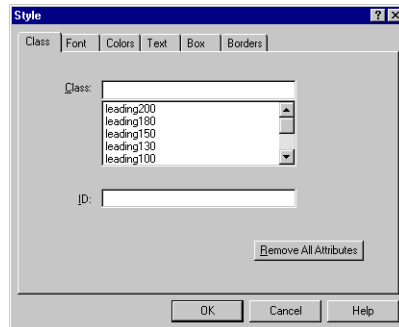 Style
Class Font Colors Text Box Borders
Class:
leading200
leading180
leading150
leading130
leading100
ID:
Remove All Attributes
OK Cancel Help